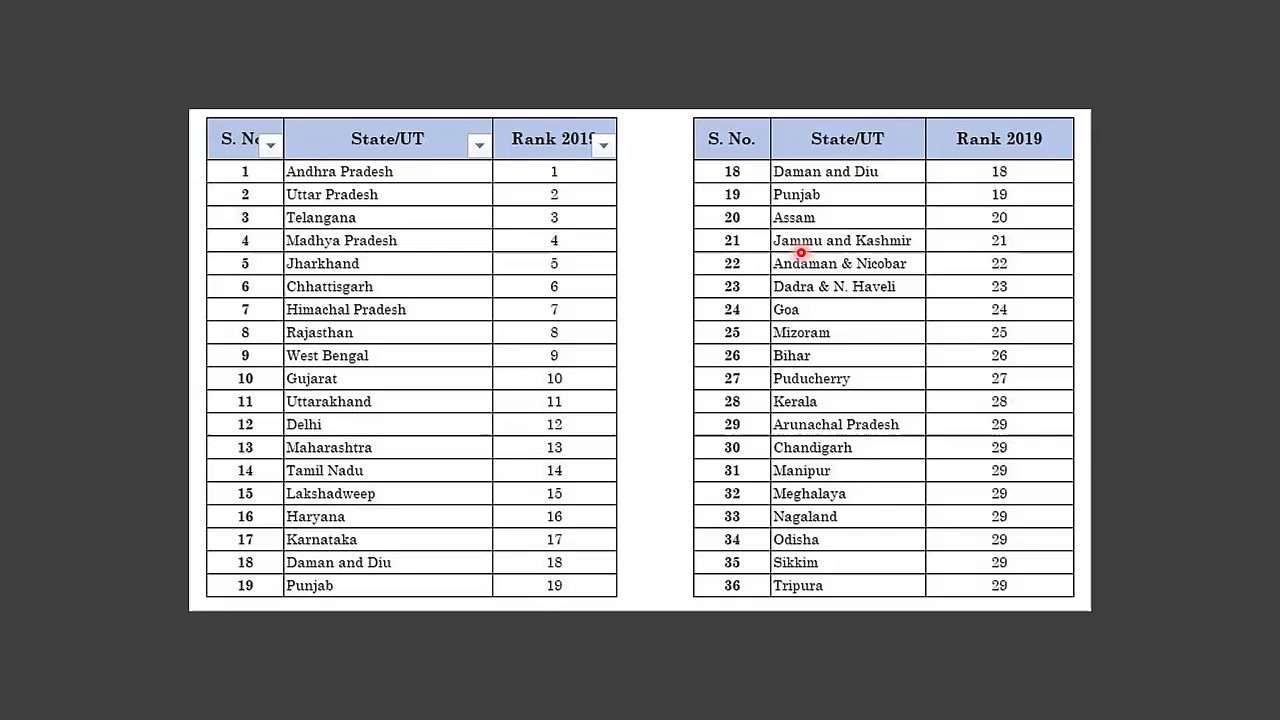 S. No State/UT Rank 2019
1 Andhra Pradesh 1
2 Uttar Pradesh 2
3 Telangana 3
4 Madhya Pradesh 4
5 Jharkhand 5
6 Chhattisgarh 6
7 Himachal Pradesh 7
8 Rajasthan 8
9 West Bengal 9
10 Gujarat 10
11 Uttarakhand 11
12 Delhi 12
13 Maharashtra 13
14 Tamil Nadu 14
15 Lakshadweep 15
16 Haryana 16
17 Karnataka 17
18 Daman and Diu 18
19 Punjab 19
S. No. State/UT Rank 2019
18 Daman and Diu 18
19 Punjab 19
20 Assam 20
21 Jammu and Kashmir 21
22 Andaman & Nicobar 22
23 Dadra & N. Haveli 23
24 Goa 24
25 Mizoram 25
26 Bihar 26
27 Puducherry 27
28 Kerala 28
29 Arunachal Pradesh 29
30 Chandigarh 29
31 Manipur 29
32 Meghalaya 29
33 Nagaland 29
34 Odisha 29
35 Sikkim 29
36 Tripura 29